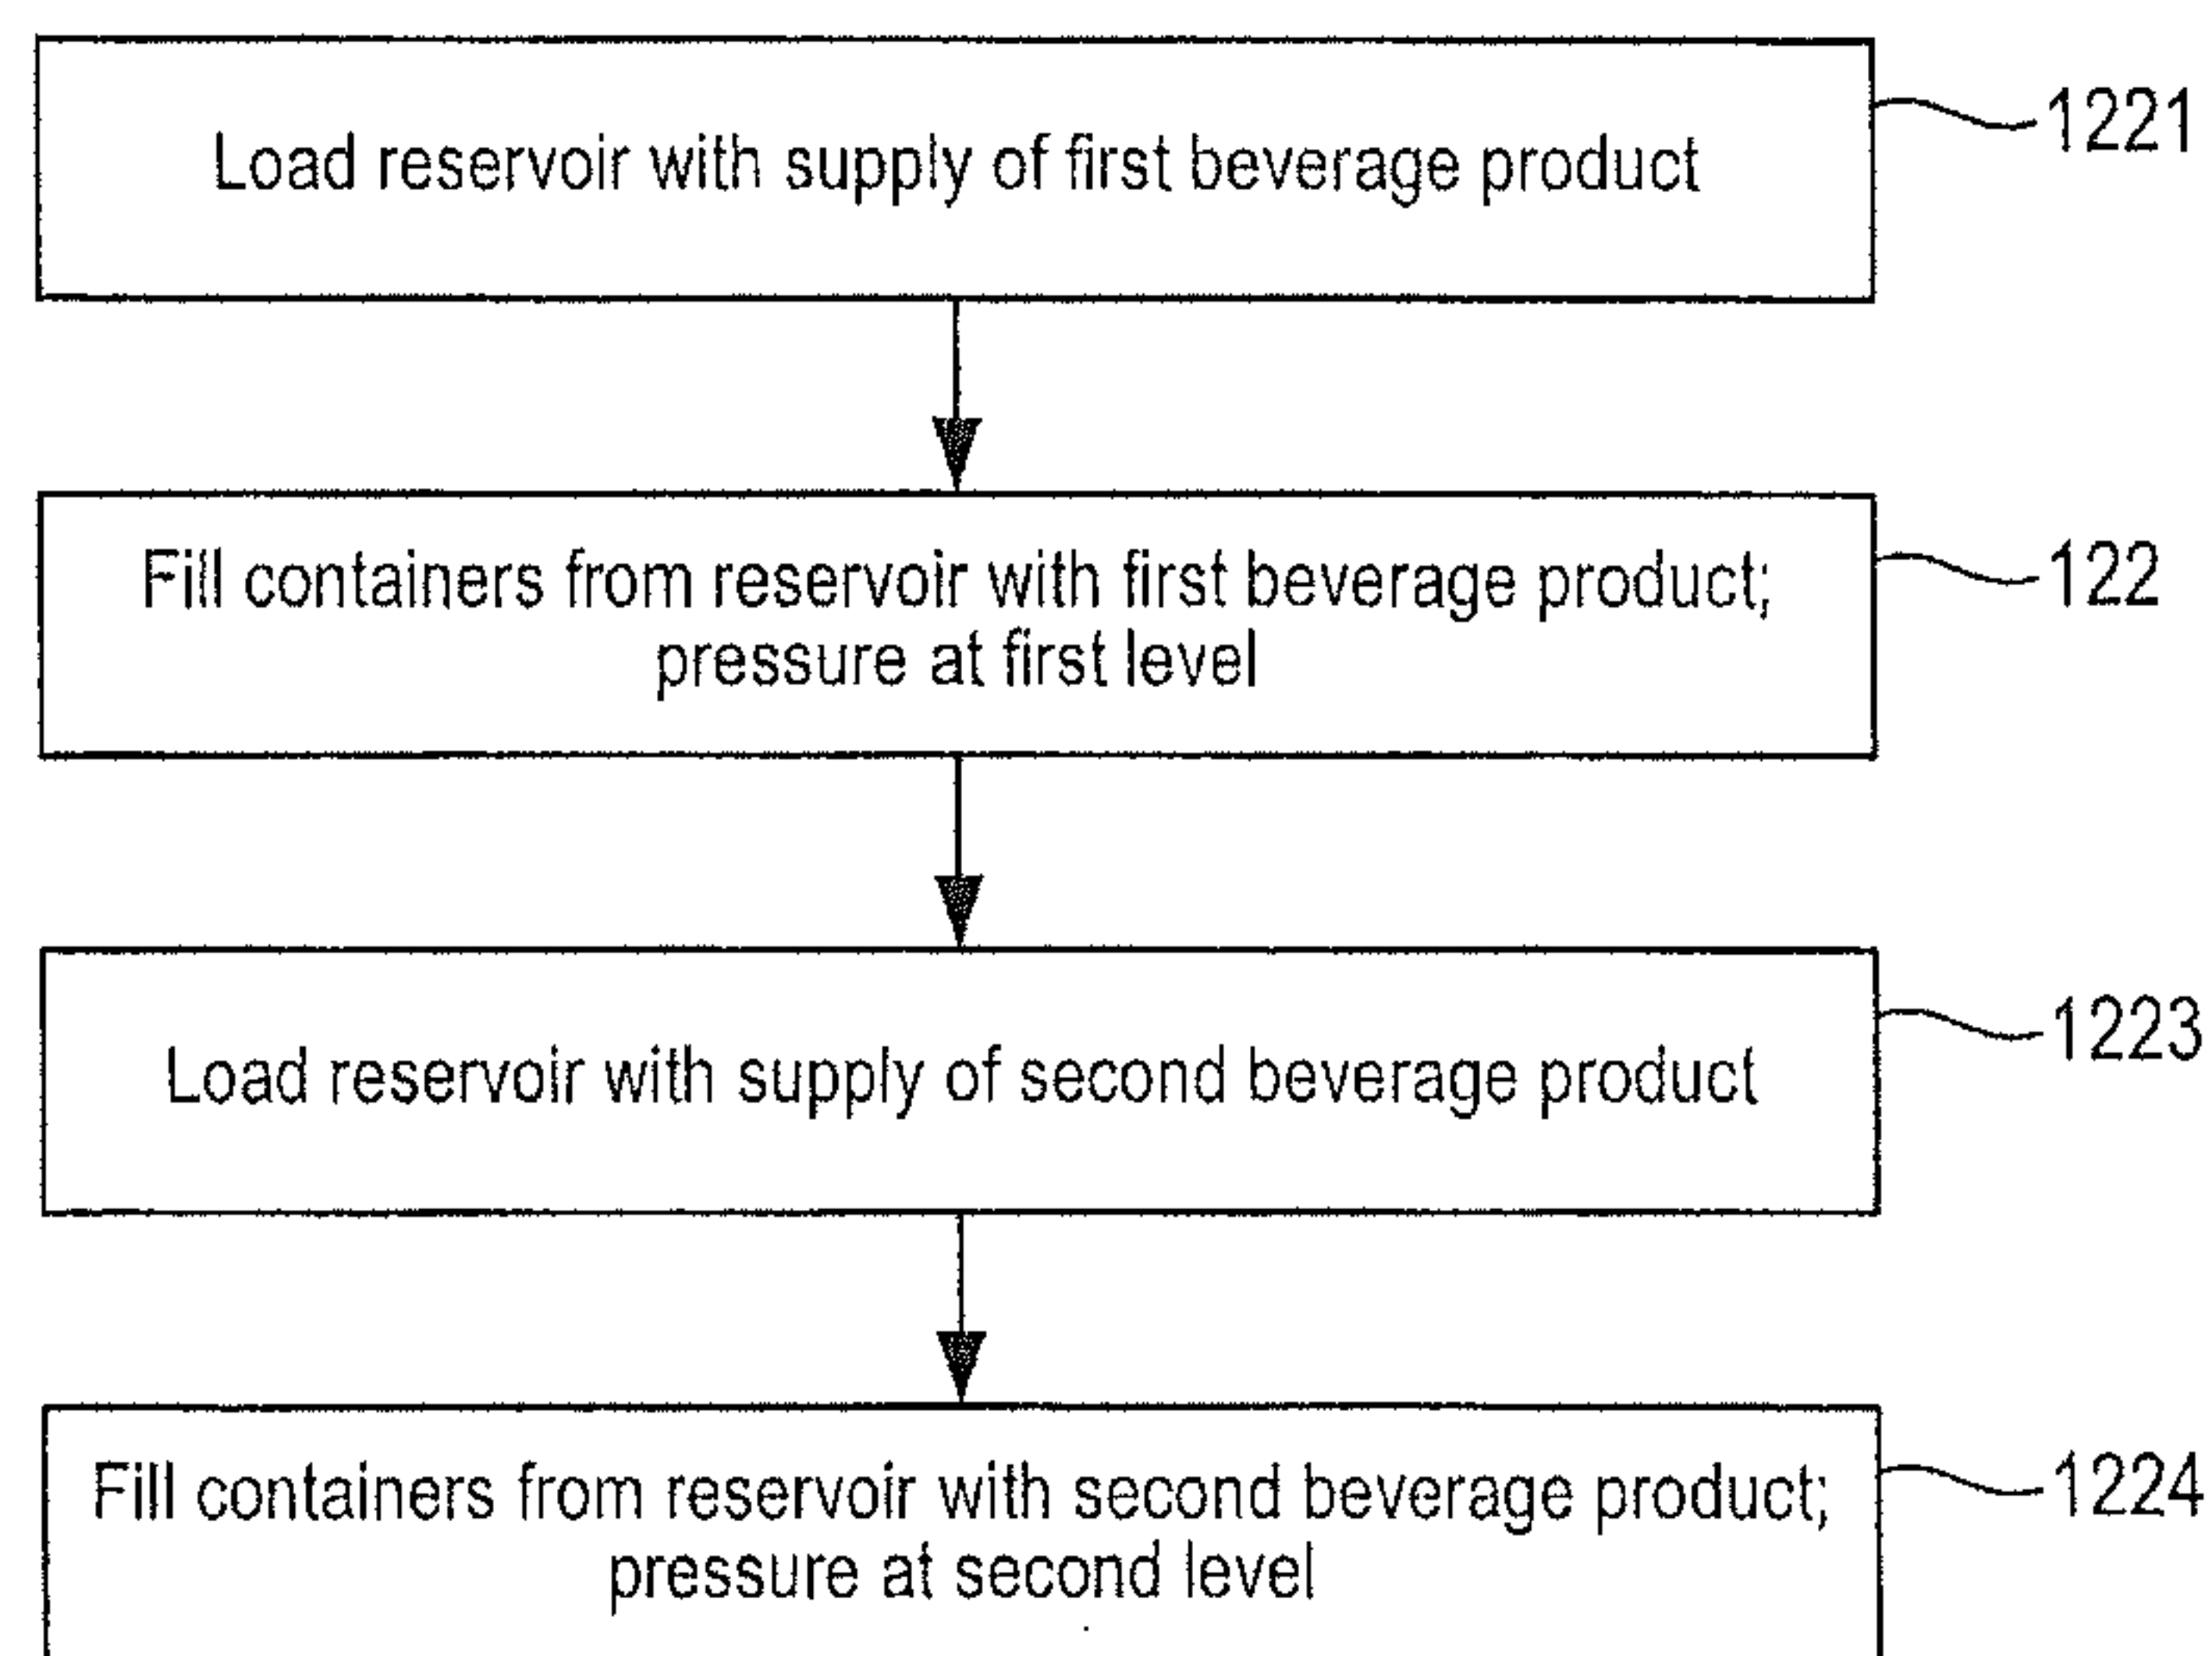 Load reservoir with supply of first beverage product
1221
Fill containers from reservoir with first beverage product;
pressure at first level
122
Load reservoir with supply of second beverage product
1223
Fill containers from reservoir with second beverage product;
pressure at second level
1224